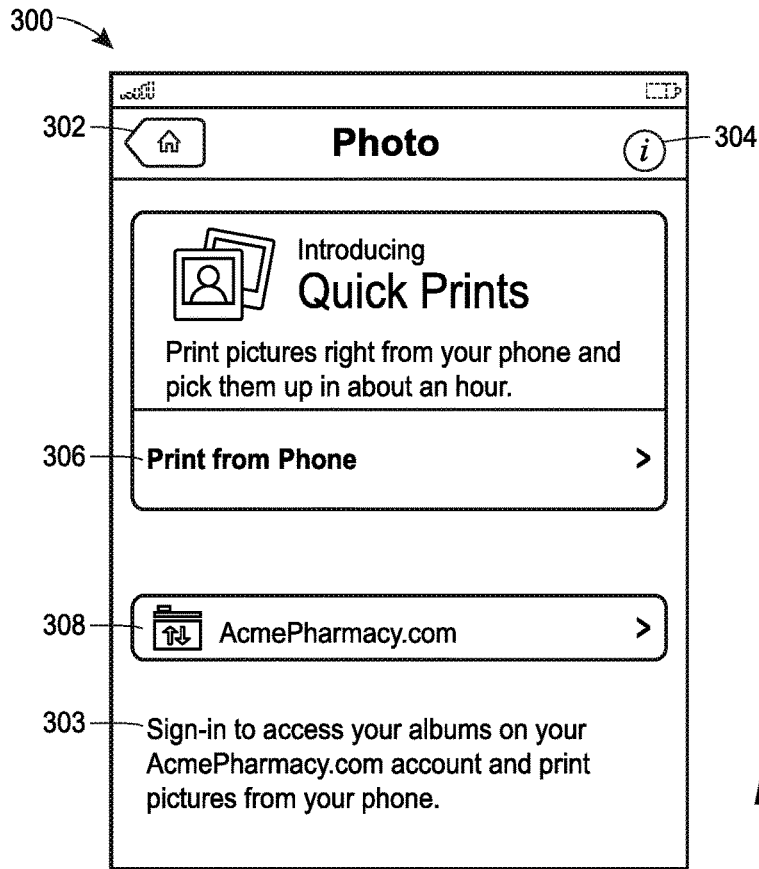 300
302
Photo
i
304
Introducing
Quick Prints
Print pictures right from your phone and
pick them up in about an hour.
306
Print from Phone >
308
AcmePharmacy.com >
303
Sign-in to access your albums on your
AcmePharmacy.com account and print
pictures from your phone.